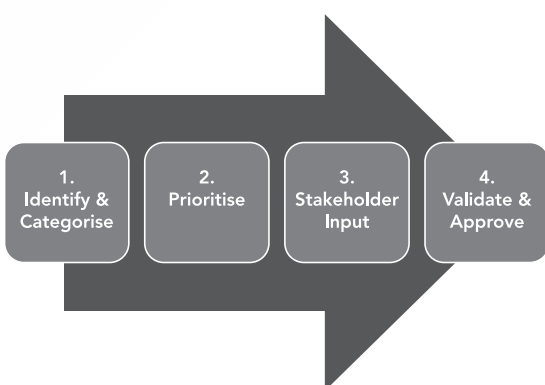 1.
Identify &
Categorise
2.
Prioritise
3.
Stakeholder
Input
4.
Validate &
Approve